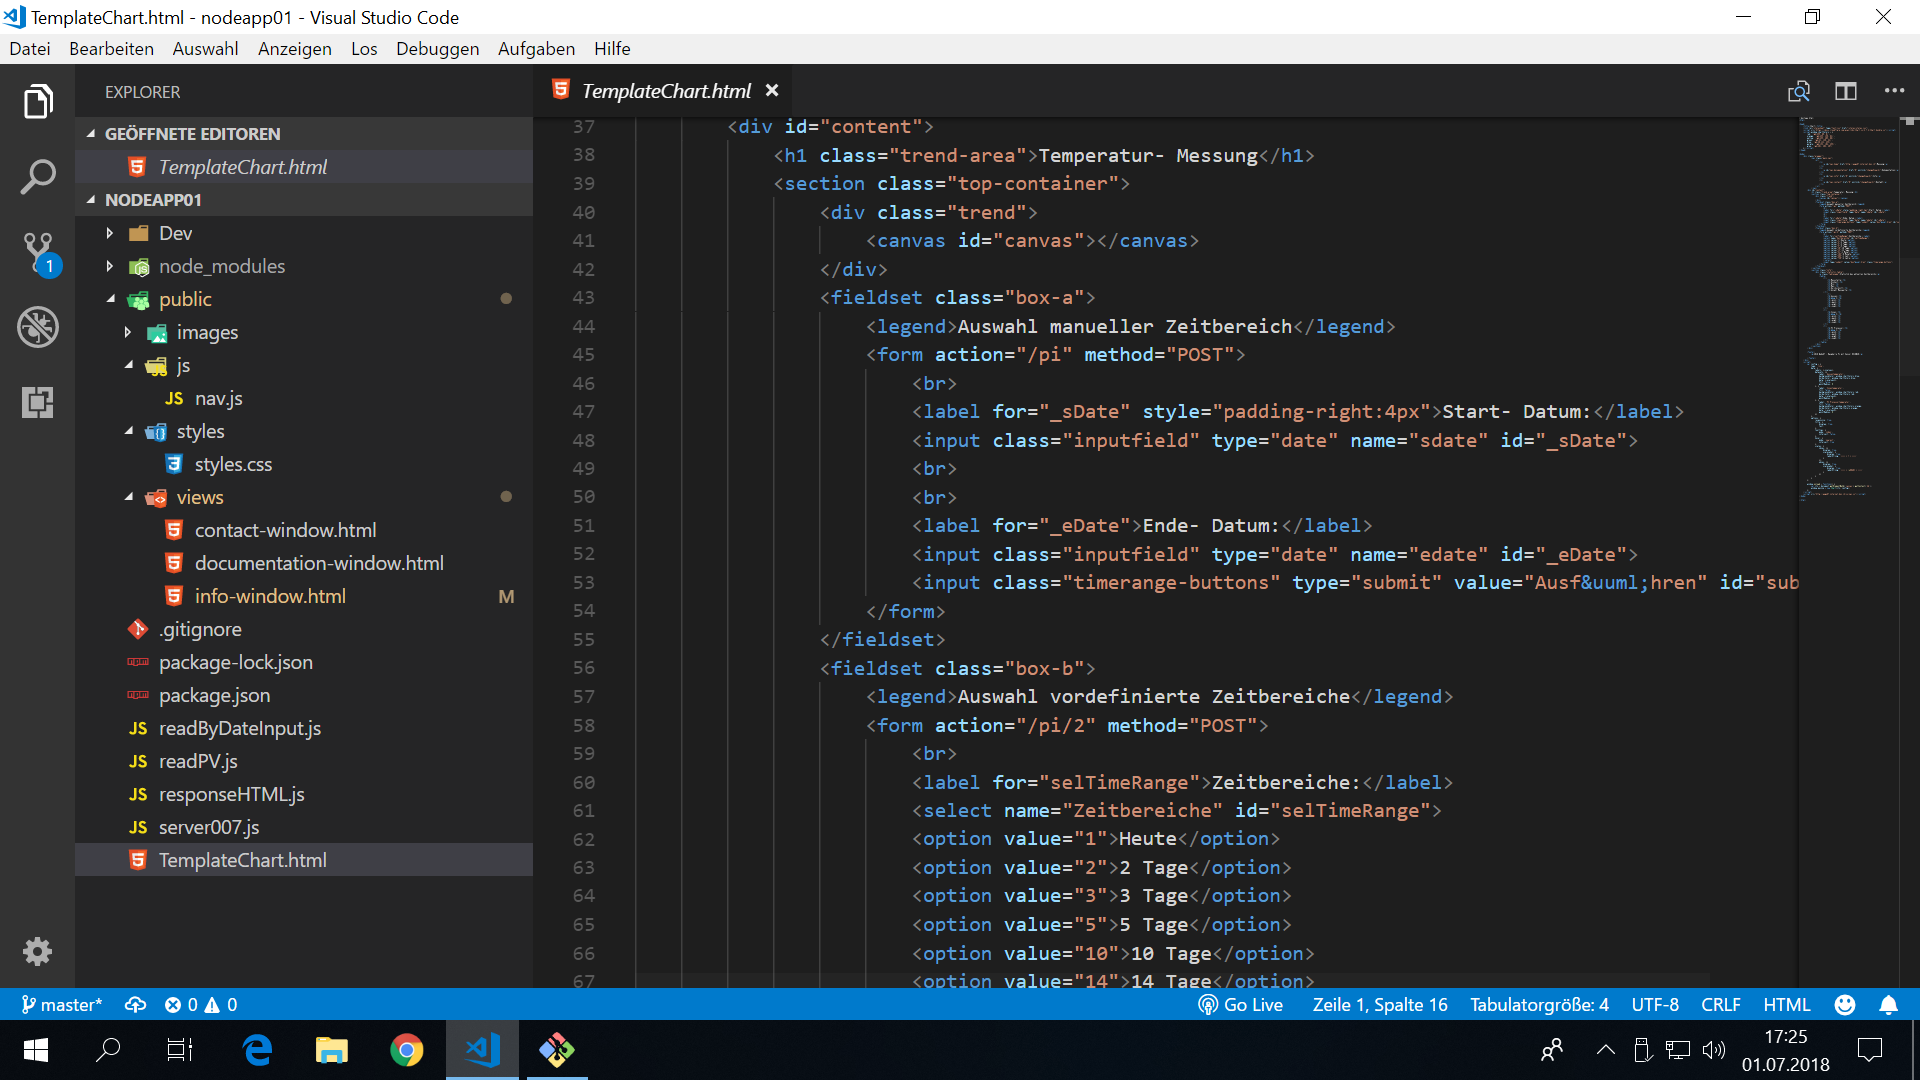 TemplateChart.html - nodeapp01 - Visual Studio Code
Datei Bearbeiten Auswahl Anzeigen Los Debuggen Aufgaben Hilfe
EXPLORER
GEÖFFNETE EDITOREN
TemplateChart.html
NODEAPP01
Dev
node_modules
public
images
js
JS nav.js
styles
styles.css
views
contact-window.html
documentation-window.html
info-window.html M
.gitignore
package-lock.json
package.json
JS readByDateInput.js
JS readPV.js
JS responseHTML.js
JS server007.js
TemplateChart.html
1
TemplateChart.html
37 <div id="content">
38 <h1 class="trend-area">Temperatur- Messung</h1>
39 <section class="top-container">
40 <div class="trend">
41 <canvas id="canvas"></canvas>
42 </div>
43 <fieldset class="box-a">
44 <legend>Auswahl manueller Zeitbereich</legend>
45 <form action="/pi" method="POST">
46 <br>
47 <label for="_sDate" style="padding-right:4px">Start- Datum:</label>
48 <input class="inputfield" type="date" name="sdate" id="_sDate">
49 <br>
50 <br>
51 <label for="_eDate">Ende- Datum:</label>
52 <input class="inputfield" type="date" name="edate" id="_eDate">
53 <input class="timerange-buttons" type="submit" value="Ausf&uuml;hren" id="sub
54 </form>
55 </fieldset>
56 <fieldset class="box-b">
57 <legend>Auswahl vordefinierte Zeitbereiche</legend>
58 <form action="/pi/2" method="POST">
59 <br>
60 <label for="selTimeRange">Zeitbereiche:</label>
61 <select name="Zeitbereiche" id="selTimeRange">
62 <option value="1">Heute</option>
63 <option value="2">2 Tage</option>
64 <option value="3">3 Tage</option>
65 <option value="5">5 Tage</option>
66 <option value="10">10 Tage</option>
67 <option value="14">14 Tage</option>
master* 0 0 Go Live Zeile 1, Spalte 16 Tabulatorgröße: 4 UTF-8 CRLF HTML
17:25
01.07.2018